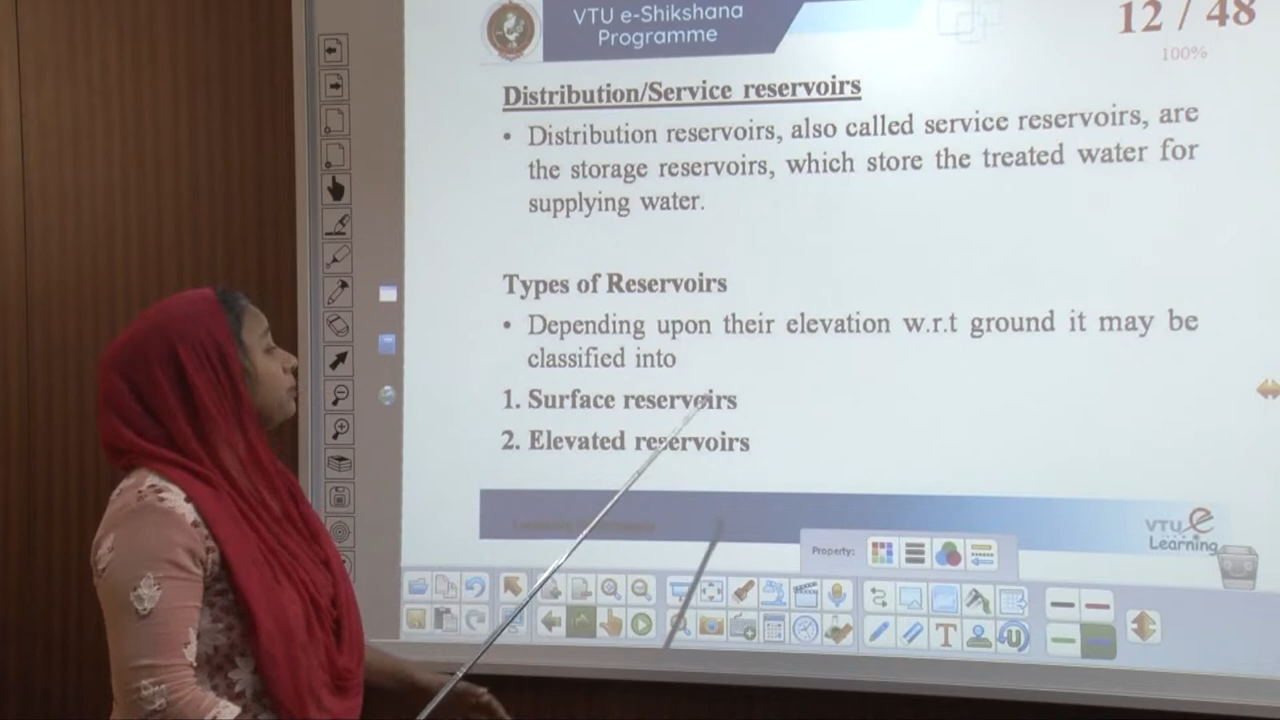 VTU e-Shikshana
Programme
12 / 48
100%
Distribution/Service reservoirs
• Distribution reservoirs, also called service reservoirs, are
the storage reservoirs, which store the treated water for
supplying water.
Types of Reservoirs
• Depending upon their elevation w.r.t ground it may be
classified into
1. Surface reservoirs
2. Elevated reservoirs
VTU e
Learning
Property: